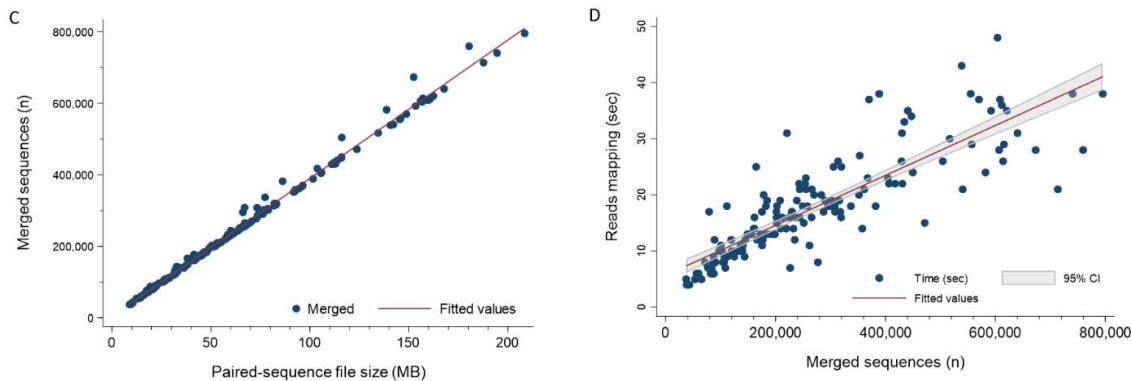 C
Merged sequences (n)
800,000
600,000
400,000
200,000
0
Merged
Fitted values
0
50
100
150
200
Paired-sequence file size (MB)
D
Reads mapping (sec)
50
40
30
20
10
0
Time (sec)
95% CI
Fitted values
0
200,000
400,000
600,000
800,000
Merged sequences (n)